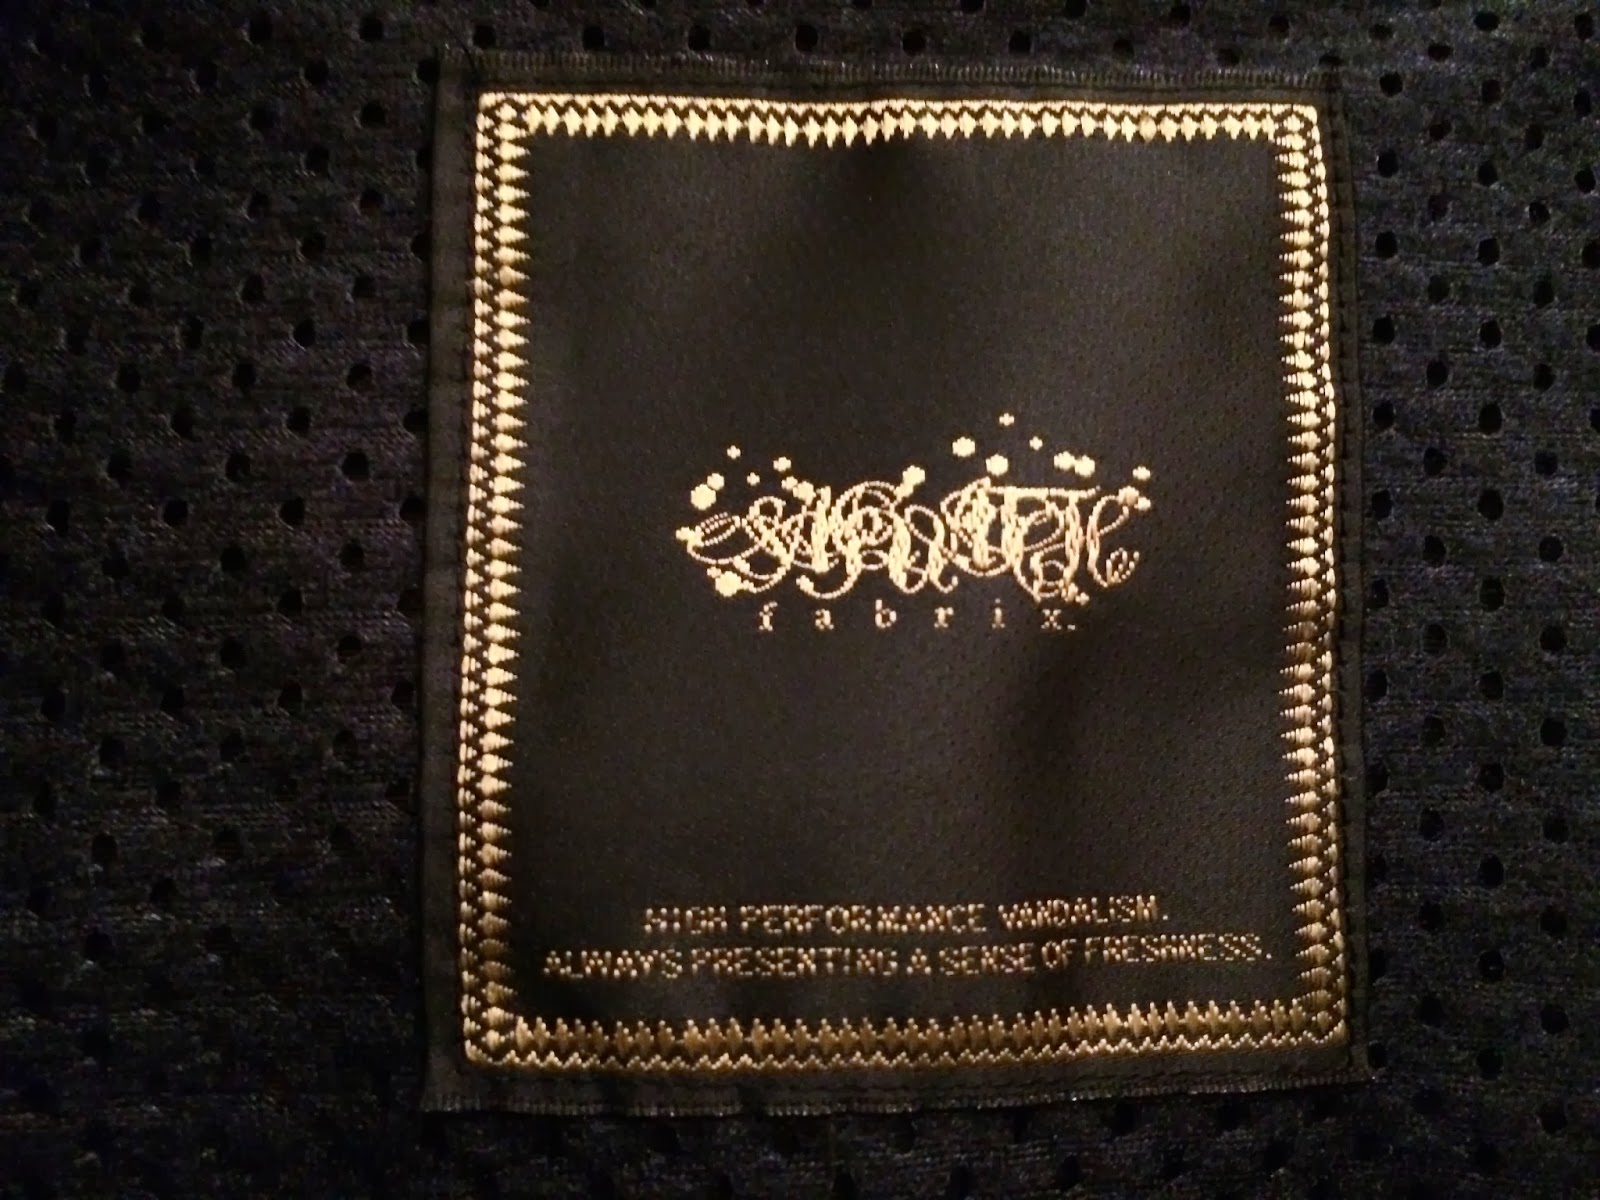 fabrix.
HIGH PERFORMANCE VANDALISM.
ALWAYS PRESENTING A SENSE OF FRESHNESS.